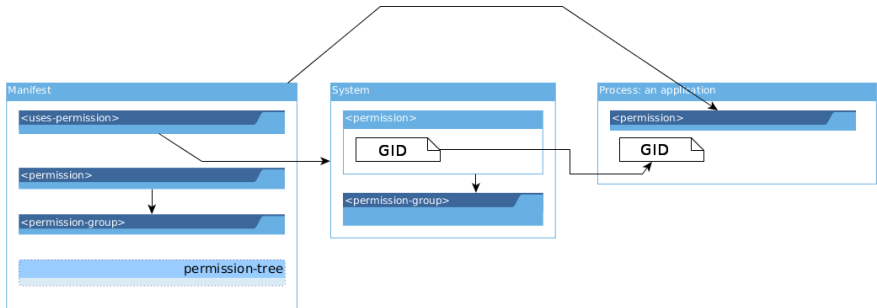 Manifest
<uses-permission>
<permission>
<permission-group>
permission-tree
System
<permission>
GID
<permission-group>
Process: an application
<permission>
GID